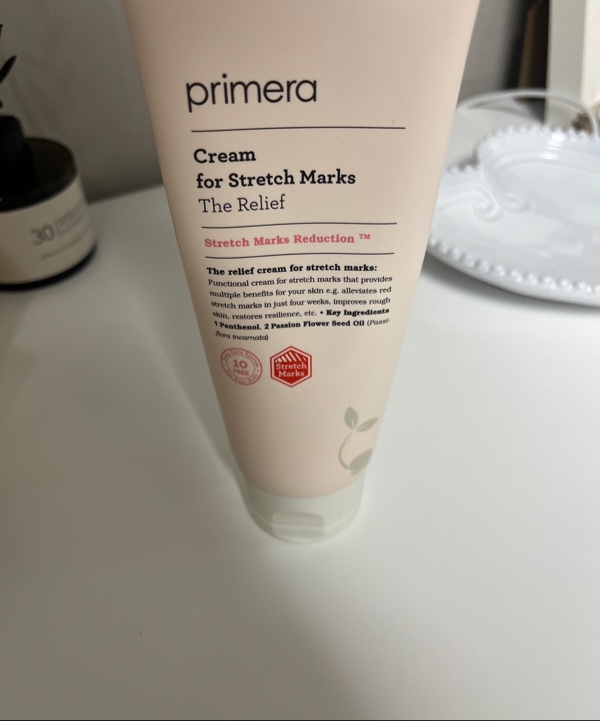 primera
Cream
for Stretch Marks
The Relief
Stretch Marks Reduction ™
The relief cream for stretch marks:
Functional cream for stretch marks that provides
multiple benefits for your skin e.g. alleviates red
stretch marks in just four weeks, improves rough
skin, restores resilience, etc. • Key Ingredients
1 Panthenol, 2 Passion Flower Seed Oil (Passi-
flora incarnata)
10
FREE
Stretch
Marks
30